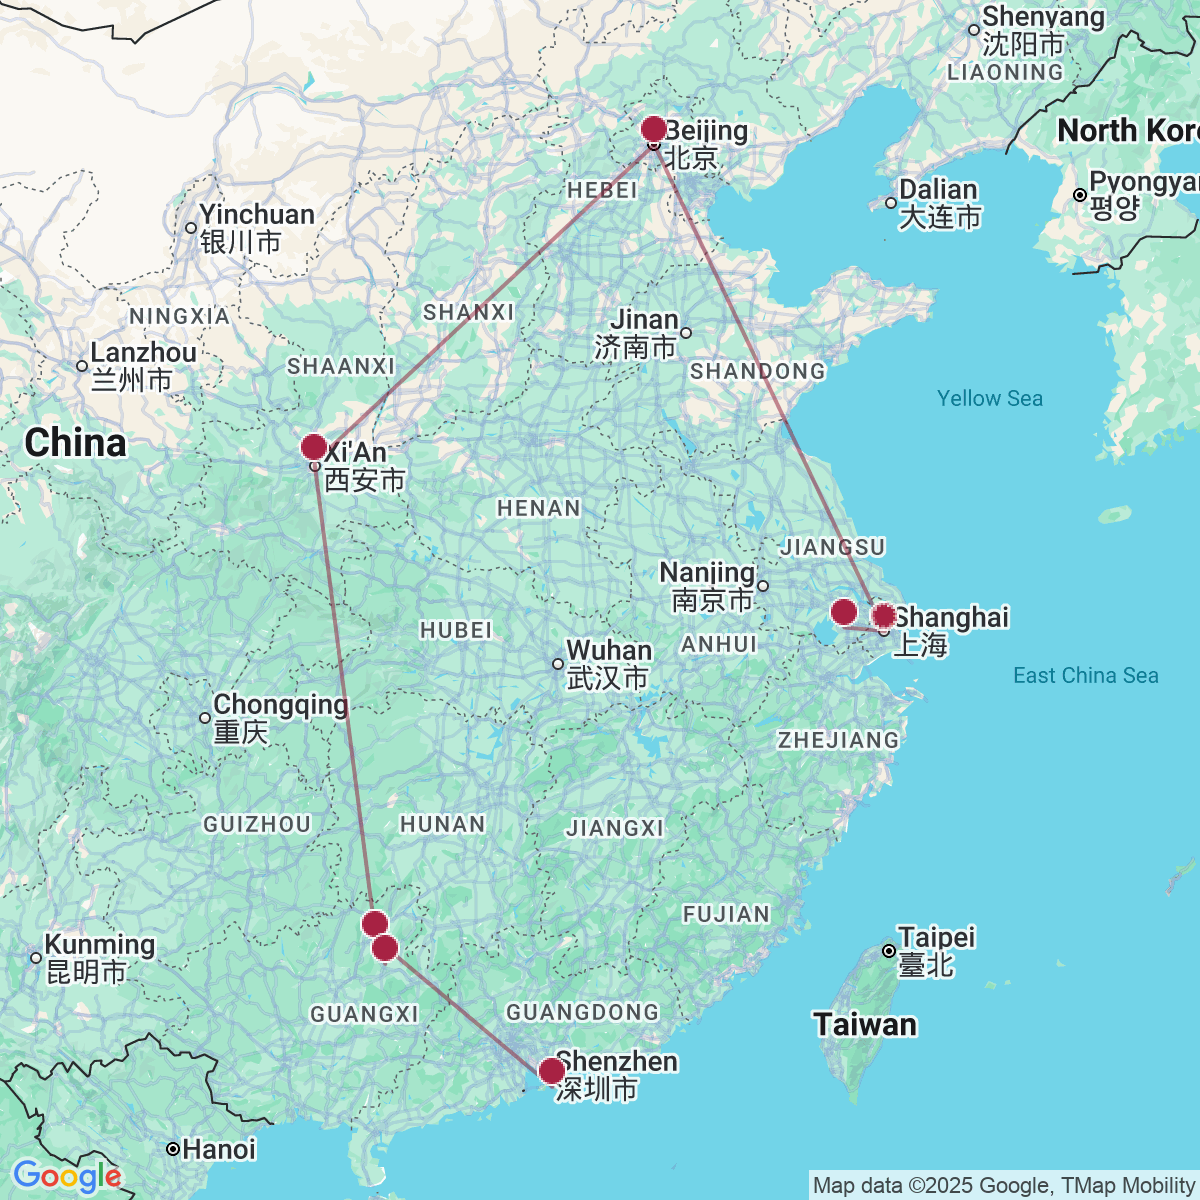 Shenyang
沈阳市
LIAONING
Beijing
北京
North Kore
HEBEI
Pyongyan
평양
Dalian
大连市
Yinchuan
银川市
NINGXIA
SHANXI
Jinan
济南市
Lanzhou
兰州市
SHAANXI
SHANDONG
Yellow Sea
China
Xi'An
西安市
HENAN
JIANGSU
Nanjing
南京市
Shanghai
上海
HUBEI
ANHUI
Wuhan
武汉市
East China Sea
Chongqing
重庆
ZHEJIANG
GUIZHOU
HUNAN
JIANGXI
FUJIAN
Kunming
昆明市
Taipei
臺北
GUANGXI
GUANGDONG
Taiwan
Shenzhen
深圳市
Hanoi
Google
Map data ©2025 Google, TMap Mobility